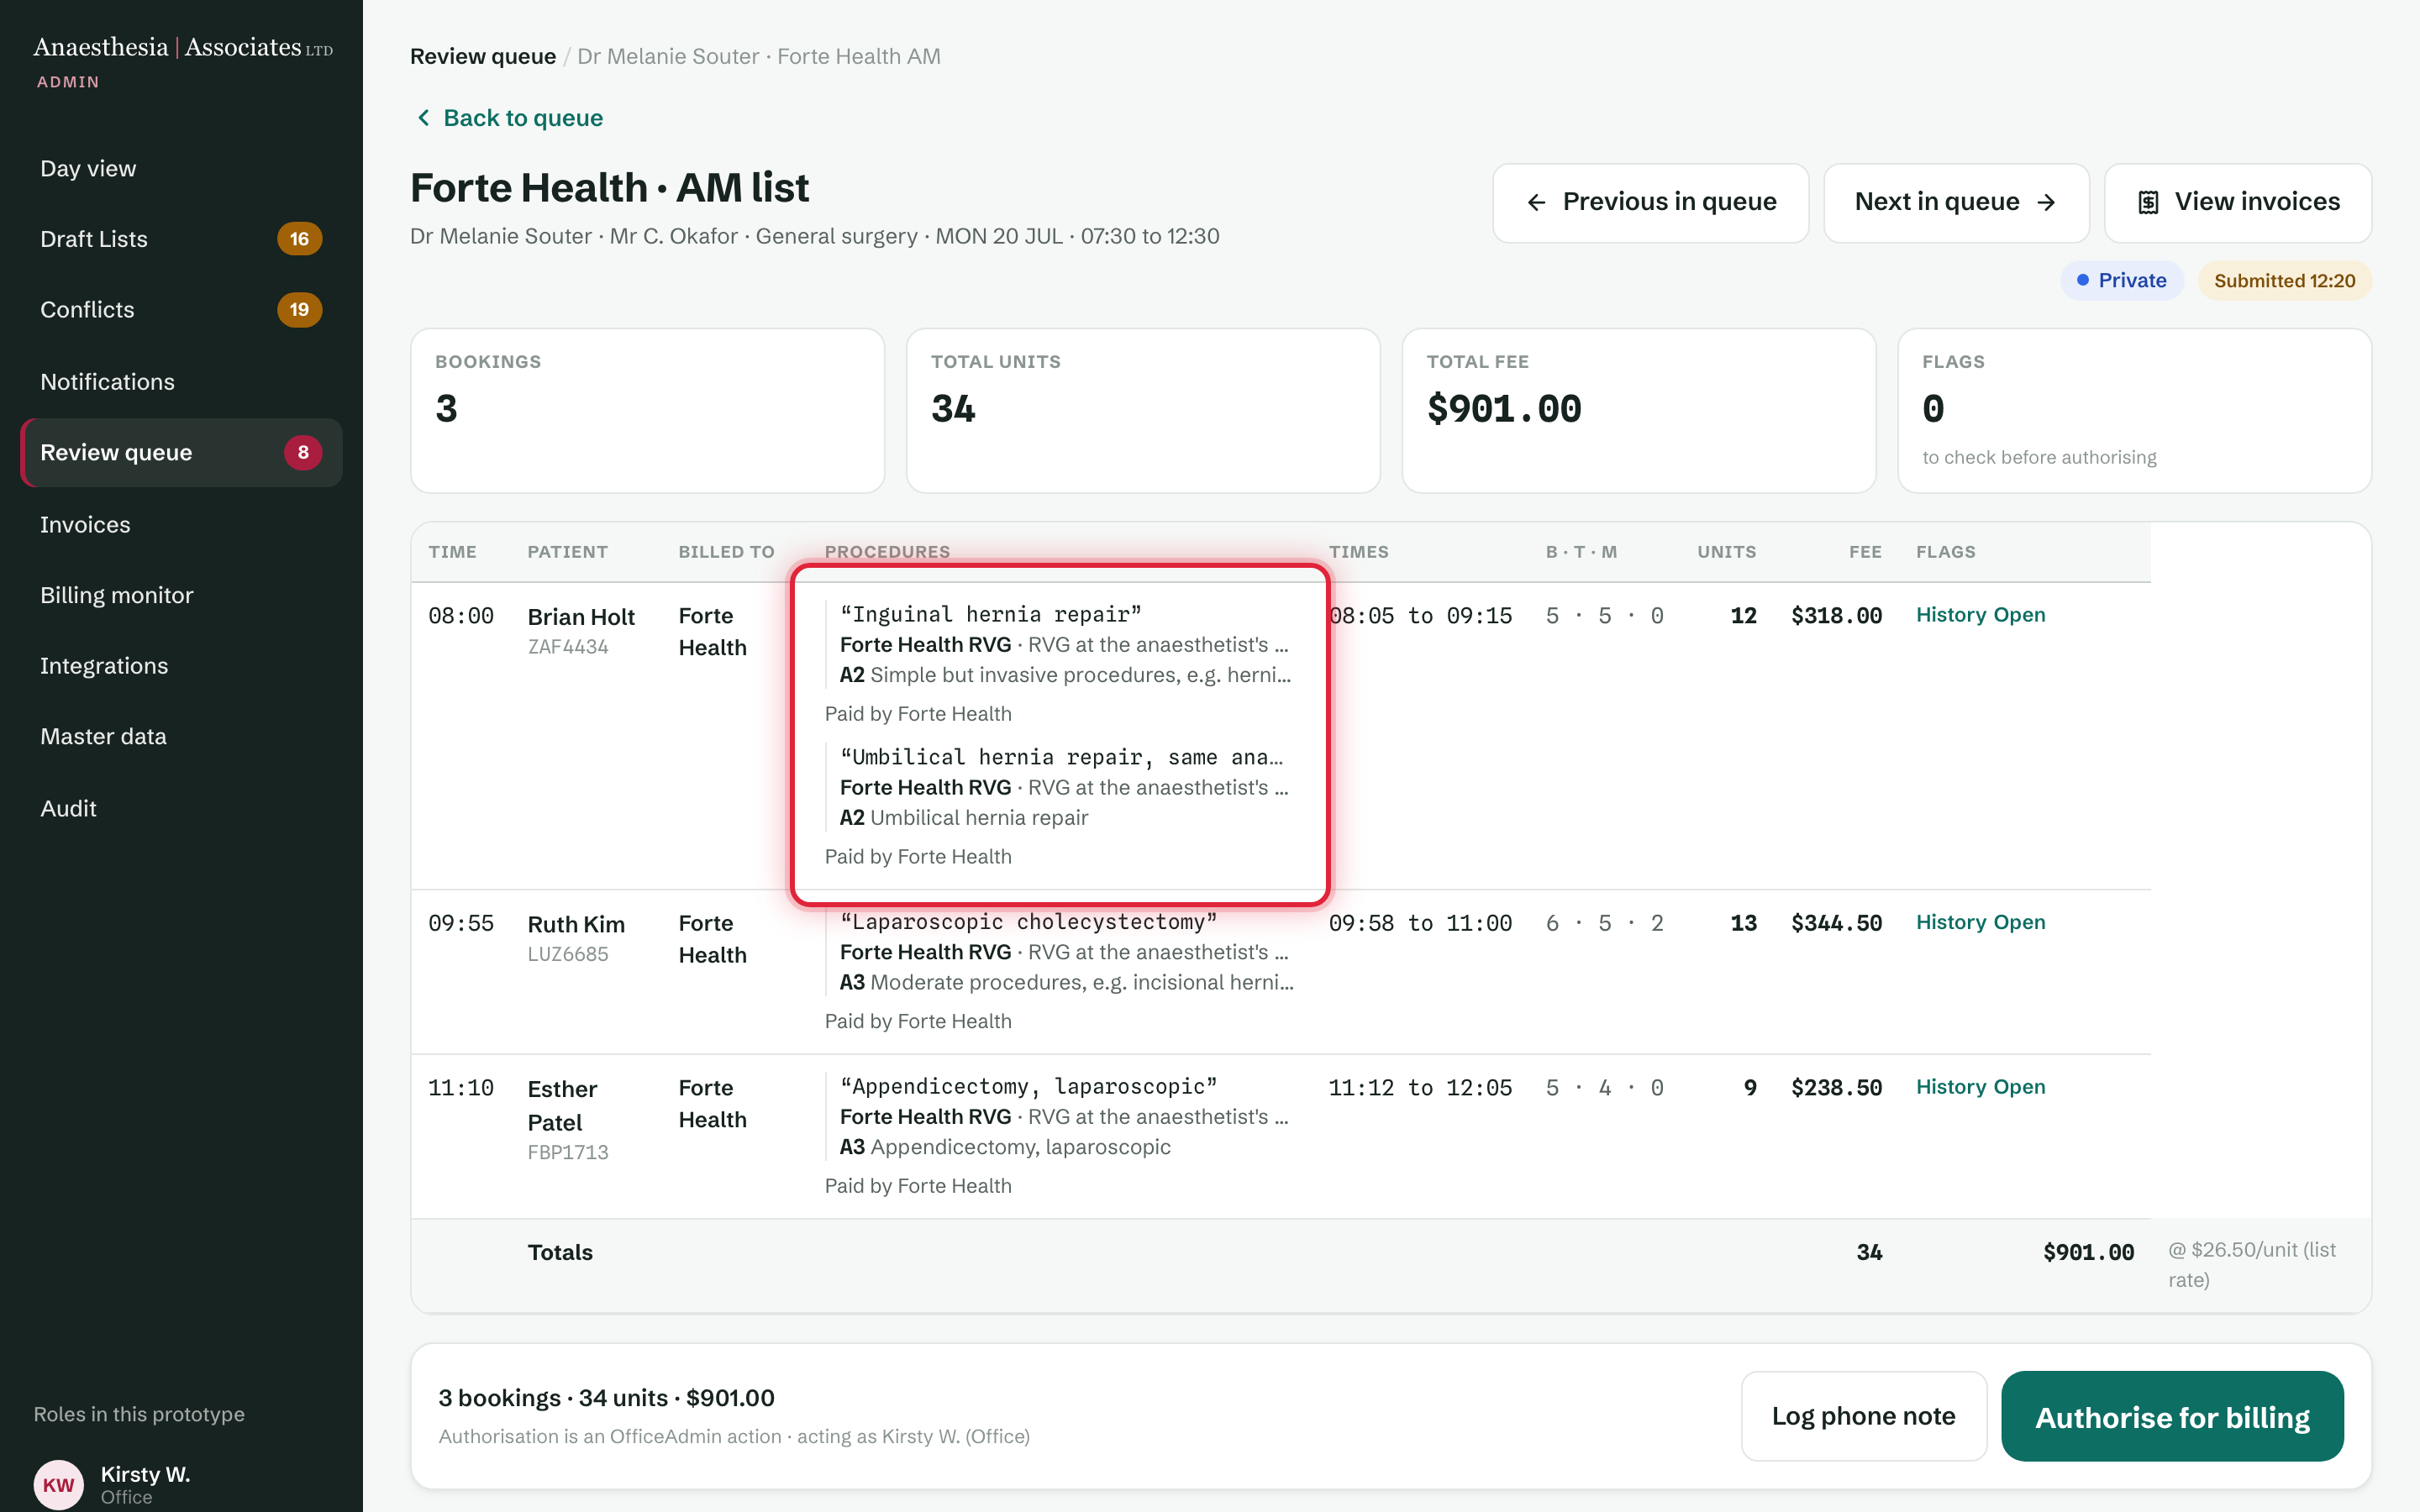 Anaesthesia | Associates LTD
ADMIN
Day view
Draft Lists 16
Conflicts 19
Notifications
Review queue 8
Invoices
Billing monitor
Integrations
Master data
Audit
Roles in this prototype
KW Kirsty W.
Office
Review queue / Dr Melanie Souter · Forte Health AM
Back to queue
Forte Health · AM list
Dr Melanie Souter · Mr C. Okafor · General surgery · MON 20 JUL · 07:30 to 12:30
← Previous in queue
Next in queue →
View invoices
Private
Submitted 12:20
BOOKINGS
3
TOTAL UNITS
34
TOTAL FEE
$901.00
FLAGS
0
to check before authorising
TIME PATIENT BILLED TO PROCEDURES TIMES B · T · M UNITS FEE FLAGS
08:00 Brian Holt Forte “Inguinal hernia repair” 08:05 to 09:15 5 · 5 · 0 12 $318.00 History Open
ZAF4434 Health Forte Health RVG · RVG at the anaesthetist's ...
A2 Simple but invasive procedures, e.g. herni...
Paid by Forte Health
“Umbilical hernia repair, same ana...
Forte Health RVG · RVG at the anaesthetist's ...
A2 Umbilical hernia repair
Paid by Forte Health
09:55 Ruth Kim Forte “Laparoscopic cholecystectomy” 09:58 to 11:00 6 · 5 · 2 13 $344.50 History Open
LUZ6685 Health Forte Health RVG · RVG at the anaesthetist's ...
A3 Moderate procedures, e.g. incisional herni...
Paid by Forte Health
11:10 Esther Forte “Appendicectomy, laparoscopic” 11:12 to 12:05 5 · 4 · 0 9 $238.50 History Open
Patel Health Forte Health RVG · RVG at the anaesthetist's ...
FBP1713 A3 Appendicectomy, laparoscopic
Paid by Forte Health
Totals 34 $901.00 @ $26.50/unit (list
rate)
3 bookings · 34 units · $901.00
Authorisation is an OfficeAdmin action · acting as Kirsty W. (Office)
Log phone note
Authorise for billing